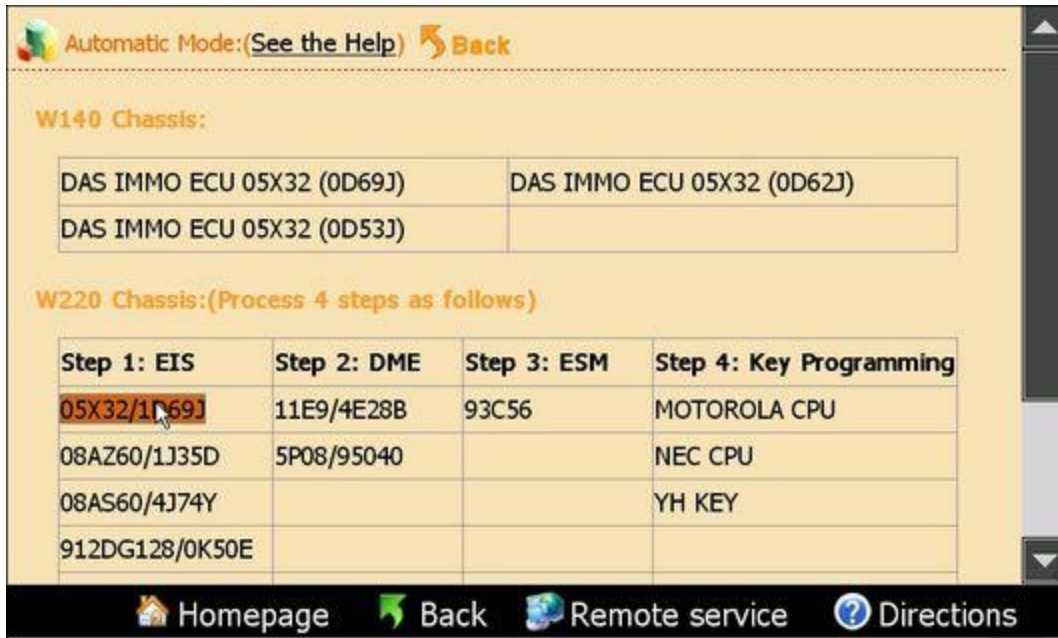 Automatic Mode:(See the Help) Back
W140 Chassis:
DAS IMMO ECU 05X32 (0D69J) DAS IMMO ECU 05X32 (0D62J)
DAS IMMO ECU 05X32 (0D53J)
W220 Chassis:(Process 4 steps as follows)
Step 1: EIS Step 2: DME Step 3: ESM Step 4: Key Programming
05X32/1D69J 11E9/4E28B 93C56 MOTOROLA CPU
08AZ60/1J35D 5P08/95040 NEC CPU
08AS60/4J74Y YH KEY
912DG128/0K50E
Homepage Back Remote service Directions